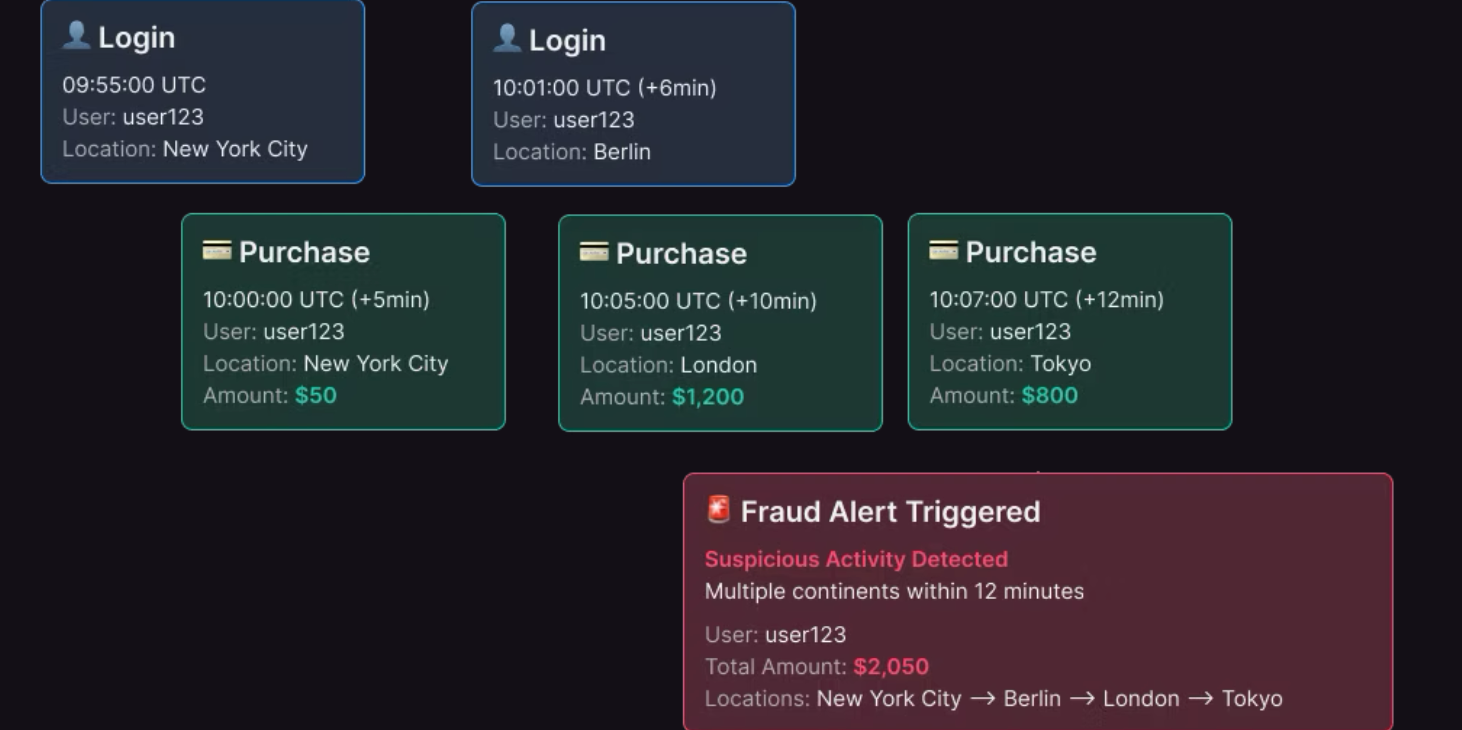 Login
09:55:00 UTC
User: user123
Location: New York City
Login
10:01:00 UTC (+6min)
User: user123
Location: Berlin
Purchase
10:00:00 UTC (+5min)
User: user123
Location: New York City
Amount: $50
Purchase
10:05:00 UTC (+10min)
User: user123
Location: London
Amount: $1,200
Purchase
10:07:00 UTC (+12min)
User: user123
Location: Tokyo
Amount: $800
Fraud Alert Triggered
Suspicious Activity Detected
Multiple continents within 12 minutes
User: user123
Total Amount: $2,050
Locations: New York City → Berlin → London → Tokyo